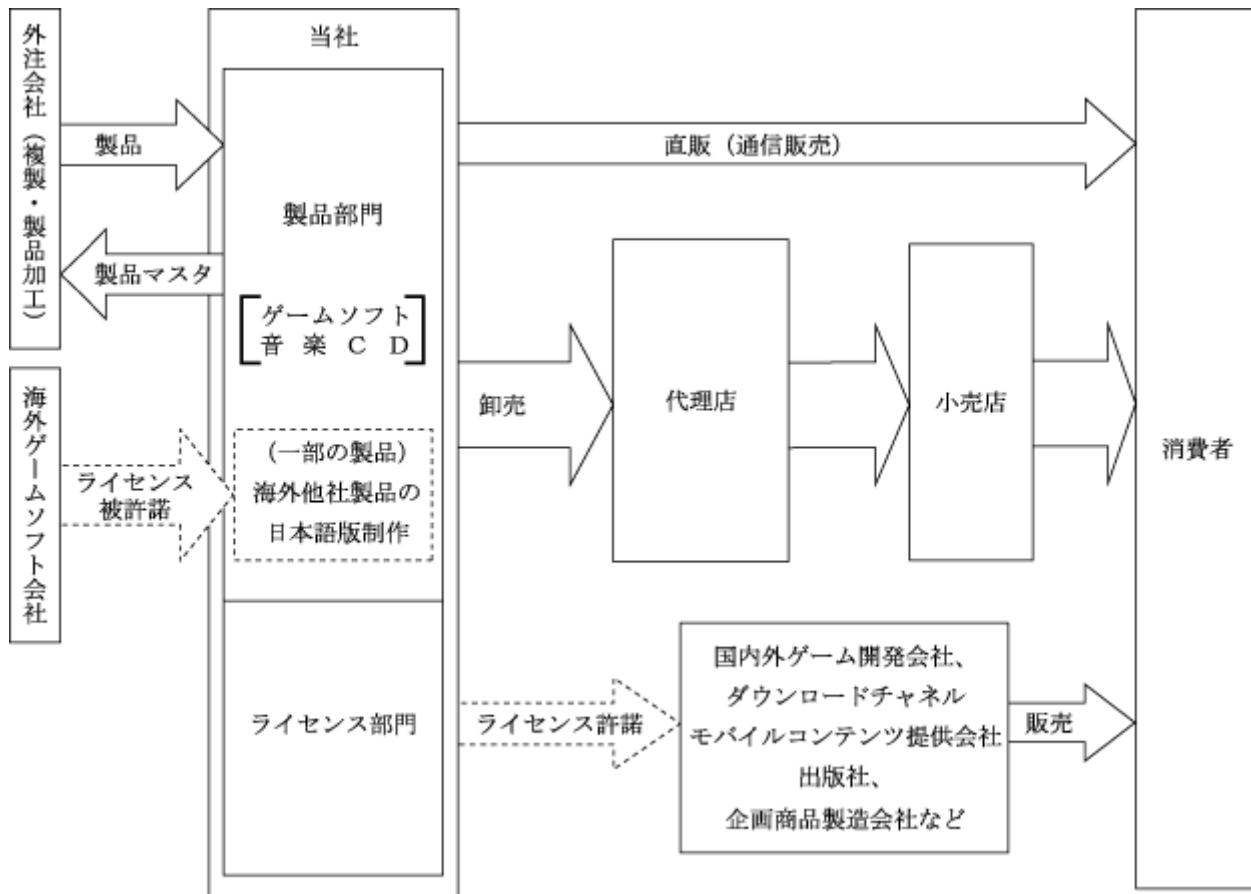 外注会社（複製・製品加工）
海外ゲームソフト会社
製品
製品マスタ
ライセンス
被許諾
当社
製品部門
ゲームソフト
音楽ＣＤ
（一部の製品）
海外他社製品の
日本語版制作
ライセンス部門
直販（通信販売）
卸売
代理店
小売店
ライセンス許諾
国内外ゲーム開発会社、
ダウンロードチャネル
モバイルコンテンツ提供会社
出版社、
企画商品製造会社など
販売
消費者